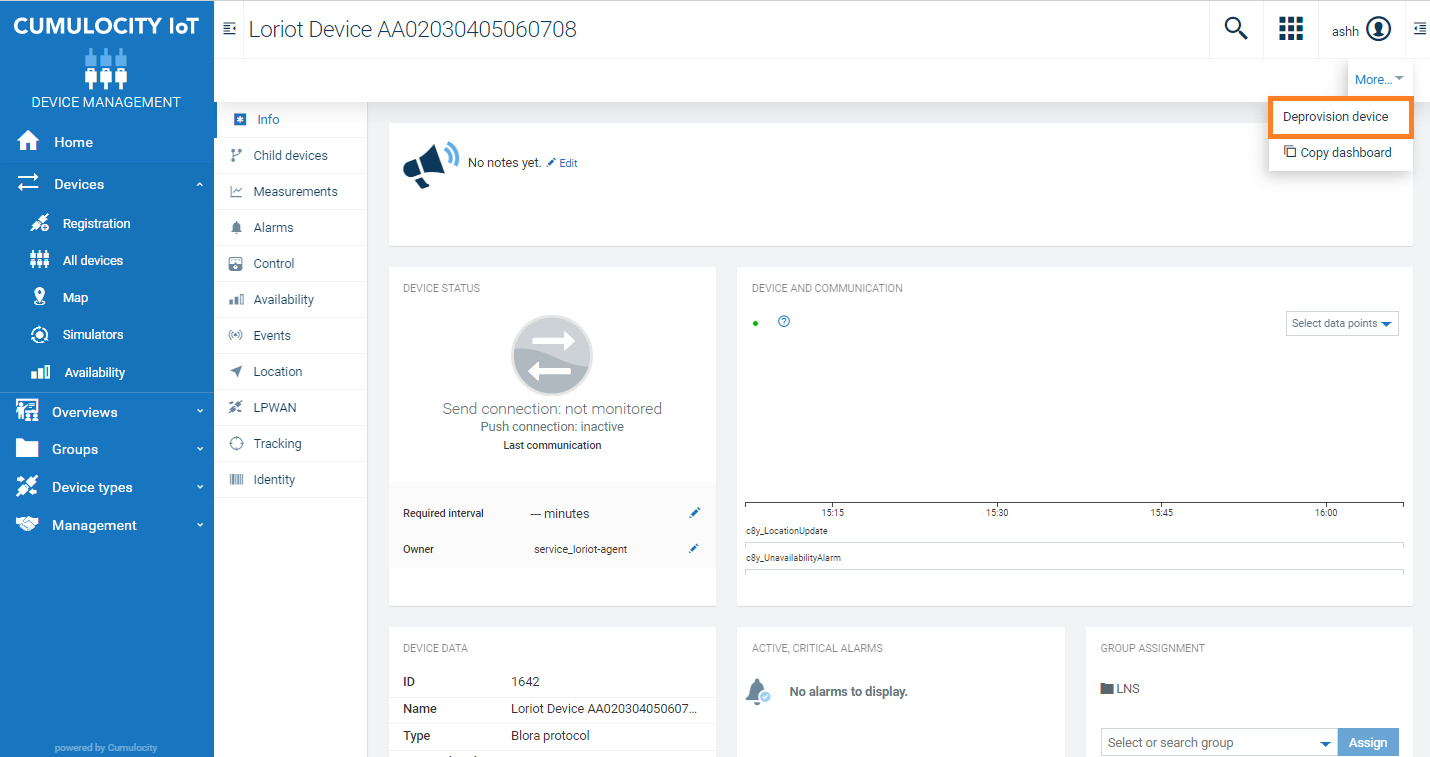 CUMULOCITY IoT
DEVICE MANAGEMENT
Home
Devices
Registration
All devices
Map
Simulators
Availability
Overviews
Groups
Device types
Management
powered by Cumulocity
Loriot Device AA02030405060708
ashh
More...
Deprovision device
Copy dashboard
Info
Child devices
Measurements
Alarms
Control
Availability
Events
Location
LPWAN
Tracking
Identity
No notes yet. Edit
DEVICE STATUS
Send connection: not monitored
Push connection: inactive
Last communication
Required interval --- minutes
Owner service_loriot-agent
DEVICE AND COMMUNICATION
Select data points
15:15 15:30 15:45 16:00
c8y_LocationUpdate
c8y_UnavailabilityAlarm
DEVICE DATA
ID 1642
Name Loriot Device AA020304050607...
Type Blora protocol
ACTIVE, CRITICAL ALARMS
No alarms to display.
GROUP ASSIGNMENT
LNS
Select or search group Assign